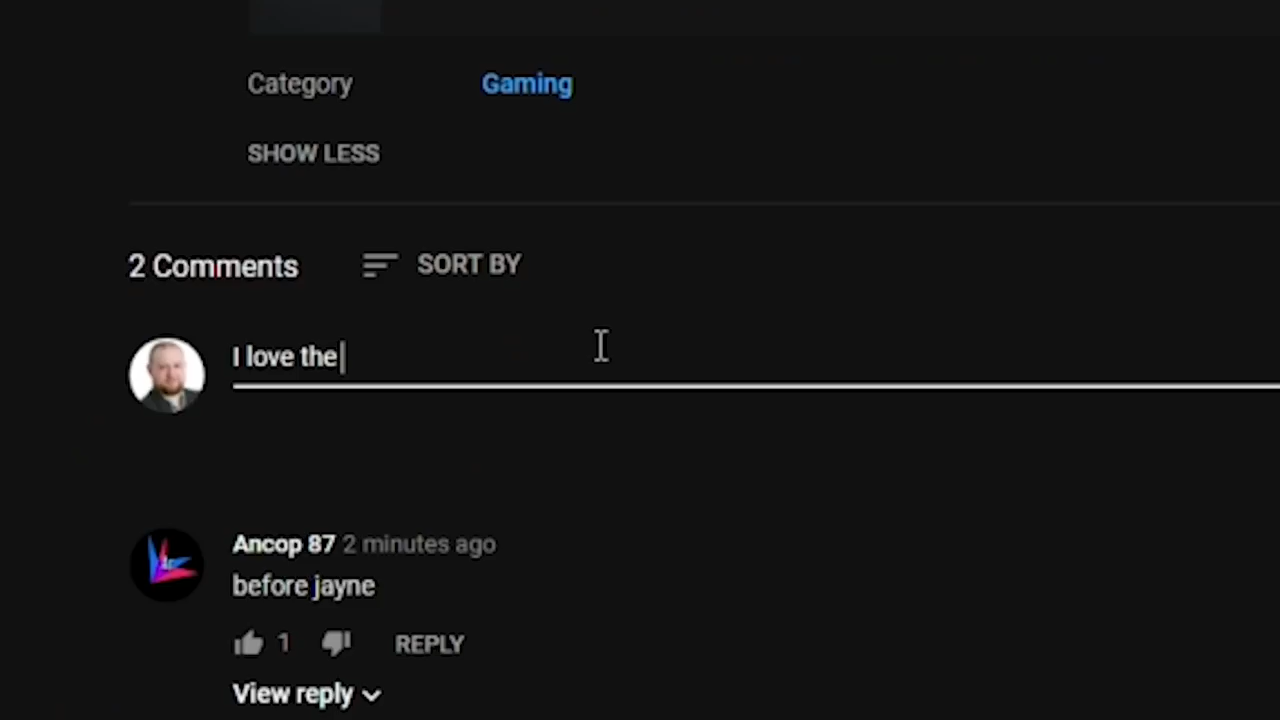 Category Gaming
SHOW LESS
2 Comments SORT BY
I love the
Ancop 87 2 minutes ago
before jayne
1 REPLY
View reply